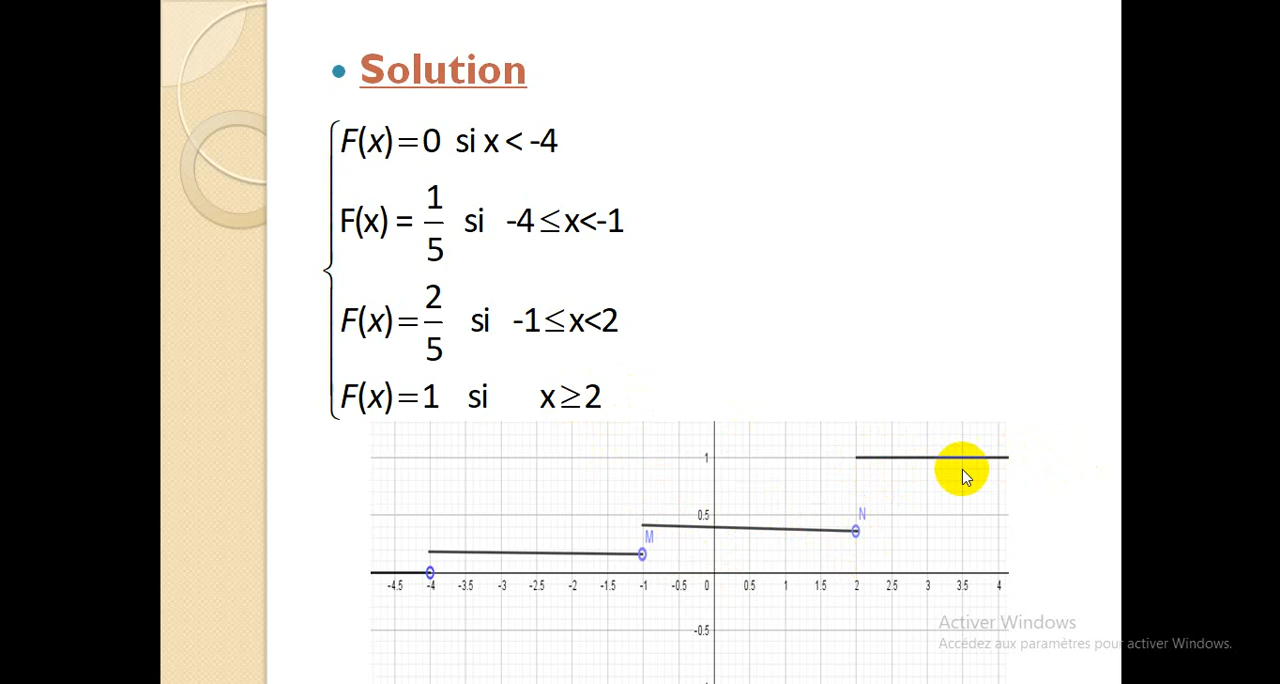 Solution
F(x)=0 si x < -4
F(x) = 1/5 si -4≤x<-1
F(x)=2/5 si -1≤x<2
F(x)=1 si x≥2
1
N
0.5
M
-4.5 -4 -3.5 -3 -2.5 -2 -1.5 -1 -0.5 0 0.5 1 1.5 2 2.5 3 3.5 4
-0.5
Activer Windows
Accédez aux paramètres pour activer Windows.